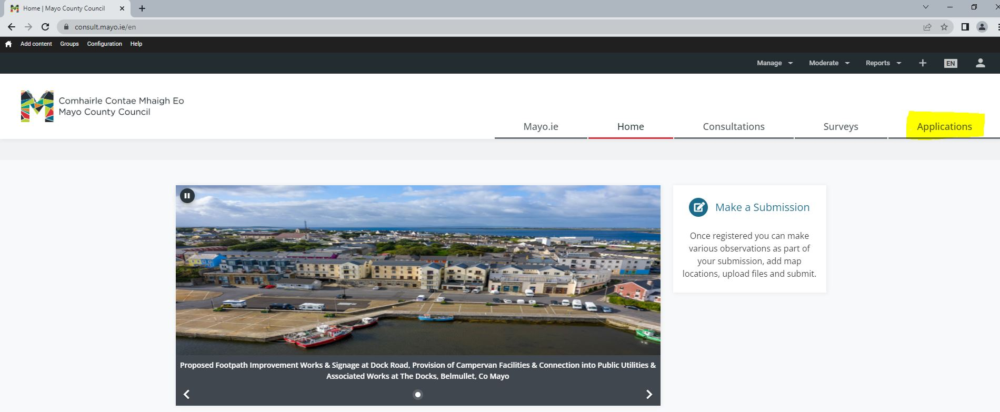 Home | Mayo County Council
consult.mayo.ie/en
Add content Groups Configuration Help
Manage Moderate Reports EN
Comhairle Contae Mhaigh Eo
Mayo County Council
Mayo.ie Home Consultations Surveys Applications
Make a Submission
Once registered you can make
various observations as part of
your submission, add map
locations, upload files and submit.
Proposed Footpath Improvement Works & Signage at Dock Road, Provision of Campervan Facilities & Connection into Public Utilities &
Associated Works at The Docks, Belmullet, Co Mayo